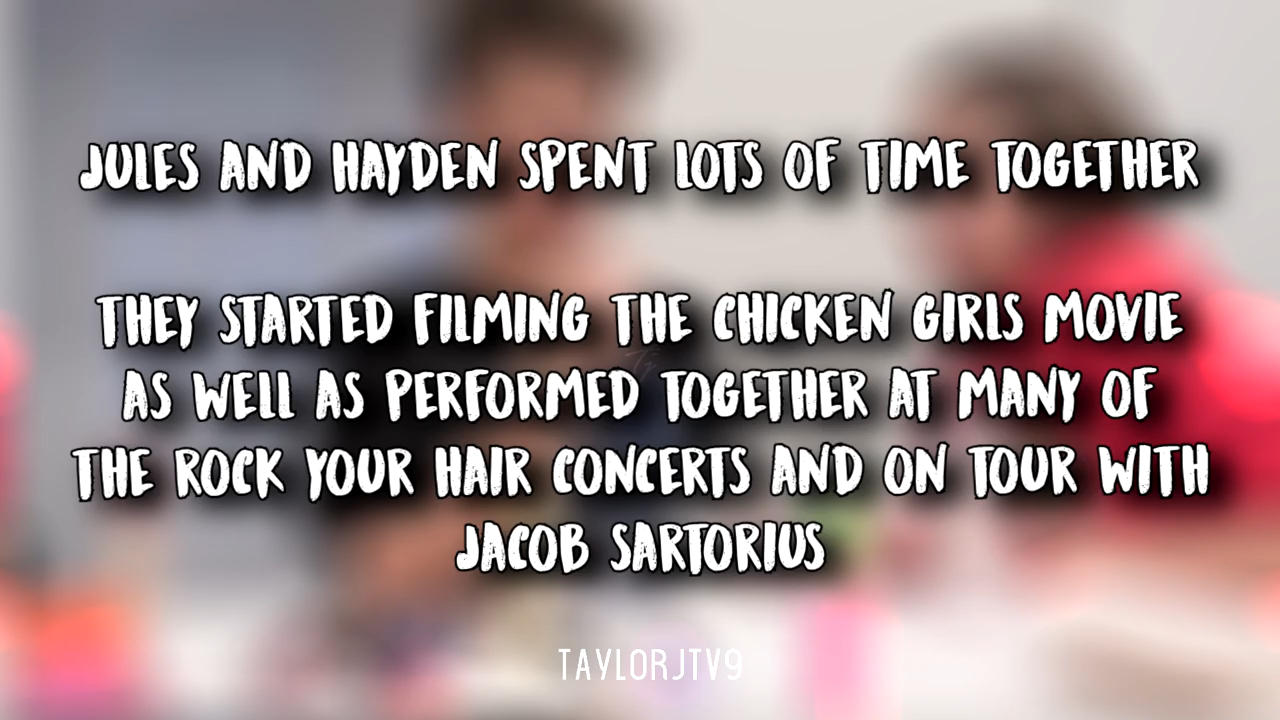 JULES AND HAYDEN SPENT LOTS OF TIME TOGETHER
THEY STARTED FILMING THE CHICKEN GIRLS MOVIE
AS WELL AS PERFORMED TOGETHER AT MANY OF
THE ROCK YOUR HAIR CONCERTS AND ON TOUR WITH
JACOB SARTORIUS
TAYLORJTV9